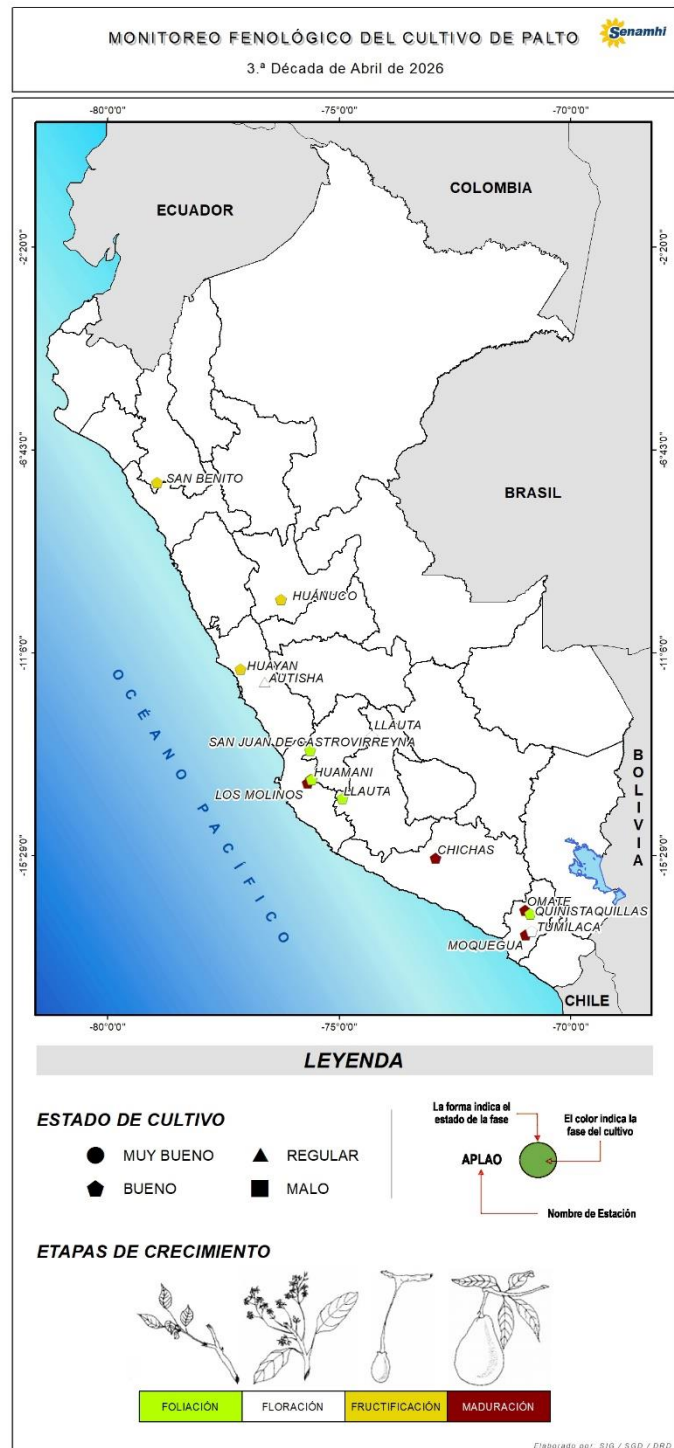 MONITOREO FENOLÓGICO DEL CULTIVO DE PALTO
Senamhi
3.ª Década de Abril de 2026
-80°0'0" -75°0'0" -70°0'0"
COLOMBIA
ECUADOR
-2°20'0" -2°20'0"
-6°43'0" -6°43'0"
SAN BENITO
BRASIL
HUÁNUCO
-11°6'0" -11°6'0"
HUAYAN
AUTISHA
OCÉANO PACÍFICO
LLAUTA
SAN JUAN DE CASTROVIRREYNA
BOLIVIA
HUAMANI
LOS MOLINOS
LLAUTA
CHICHAS
-15°29'0" -15°29'0"
OMATE
QUINISTAQUILLAS
TUMILACA
MOQUEGUA
CHILE
-80°0'0" -75°0'0" -70°0'0"
LEYENDA
ESTADO DE CULTIVO
MUY BUENO
REGULAR
BUENO
MALO
La forma indica el
estado de la fase
El color indica la
fase del cultivo
APLAO
Nombre de Estación
ETAPAS DE CRECIMIENTO
FOLIACIÓN FLORACIÓN FRUCTIFICACIÓN MADURACIÓN
Elaborado por: SIG / SGD / DRD